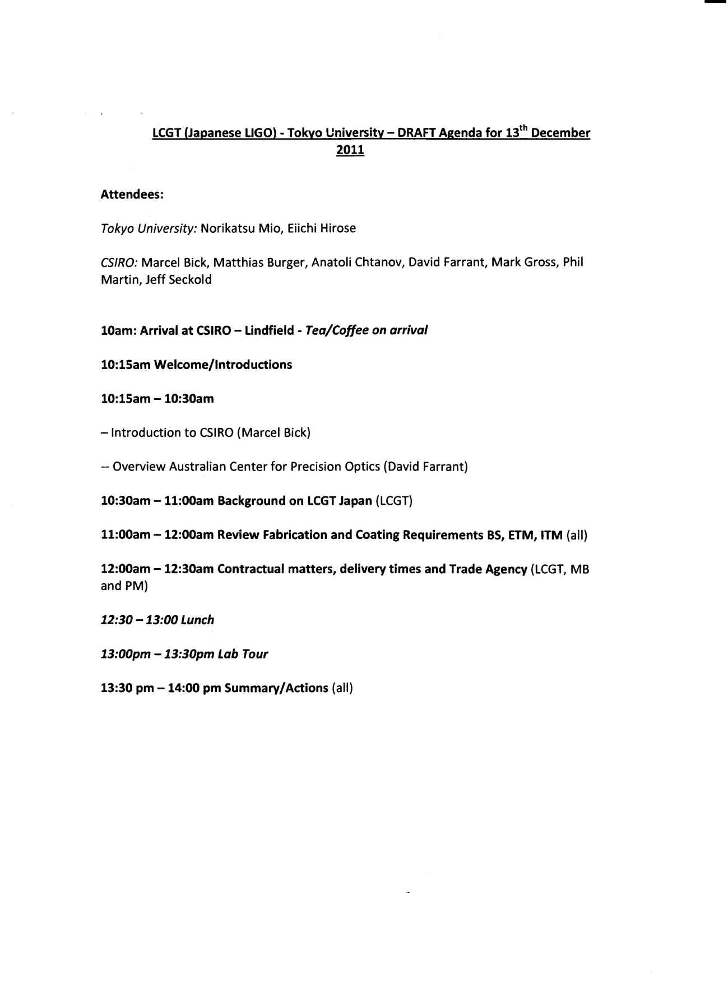 LCGT (Japanese LIGO) - Tokyo University – DRAFT Agenda for 13th December
2011
Attendees:
Tokyo University: Norikatsu Mio, Eiichi Hirose
CSIRO: Marcel Bick, Matthias Burger, Anatoli Chtanov, David Farrant, Mark Gross, Phil
Martin, Jeff Seckold
10am: Arrival at CSIRO – Lindfield - Tea/Coffee on arrival
10:15am Welcome/Introductions
10:15am – 10:30am
– Introduction to CSIRO (Marcel Bick)
-- Overview Australian Center for Precision Optics (David Farrant)
10:30am – 11:00am Background on LCGT Japan (LCGT)
11:00am – 12:00am Review Fabrication and Coating Requirements BS, ETM, ITM (all)
12:00am – 12:30am Contractual matters, delivery times and Trade Agency (LCGT, MB
and PM)
12:30 – 13:00 Lunch
13:00pm – 13:30pm Lab Tour
13:30 pm – 14:00 pm Summary/Actions (all)